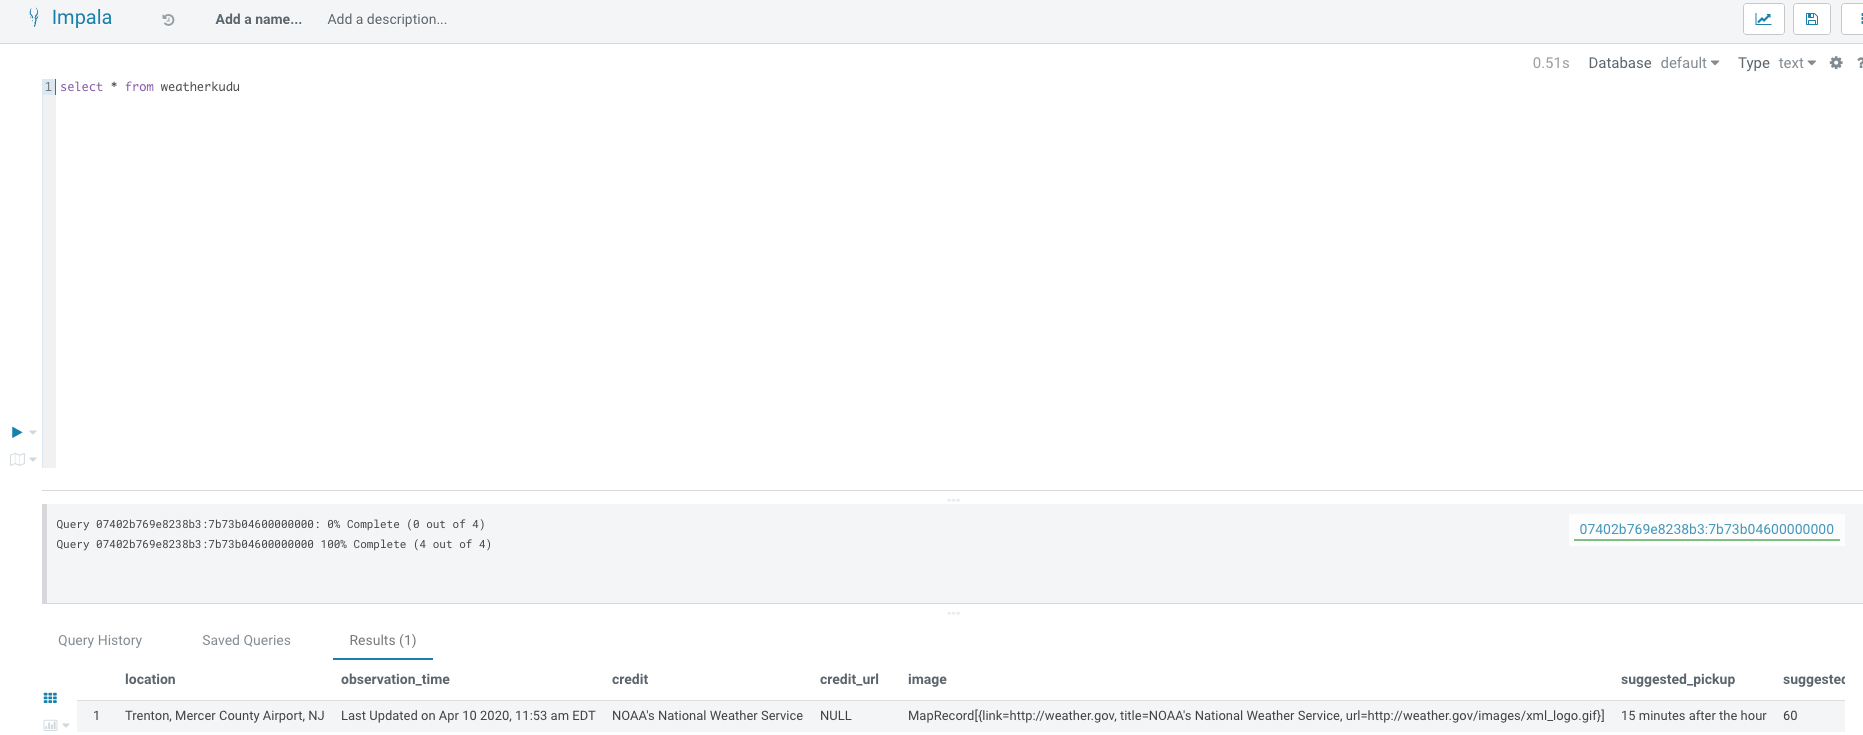 Impala Add a name... Add a description...
0.51s Database default Type text ?
1 select * from weatherkudu
Query 07402b769e8238b3:7b73b04600000000: 0% Complete (0 out of 4)
Query 07402b769e8238b3:7b73b04600000000 100% Complete (4 out of 4)
07402b769e8238b3:7b73b04600000000
Query History Saved Queries Results (1)
location observation_time credit credit_url image suggested_pickup suggested
1 Trenton, Mercer County Airport, NJ Last Updated on Apr 10 2020, 11:53 am EDT NOAA's National Weather Service NULL MapRecord[{link=http://weather.gov, title=NOAA's National Weather Service, url=http://weather.gov/images/xml_logo.gif}] 15 minutes after the hour 60